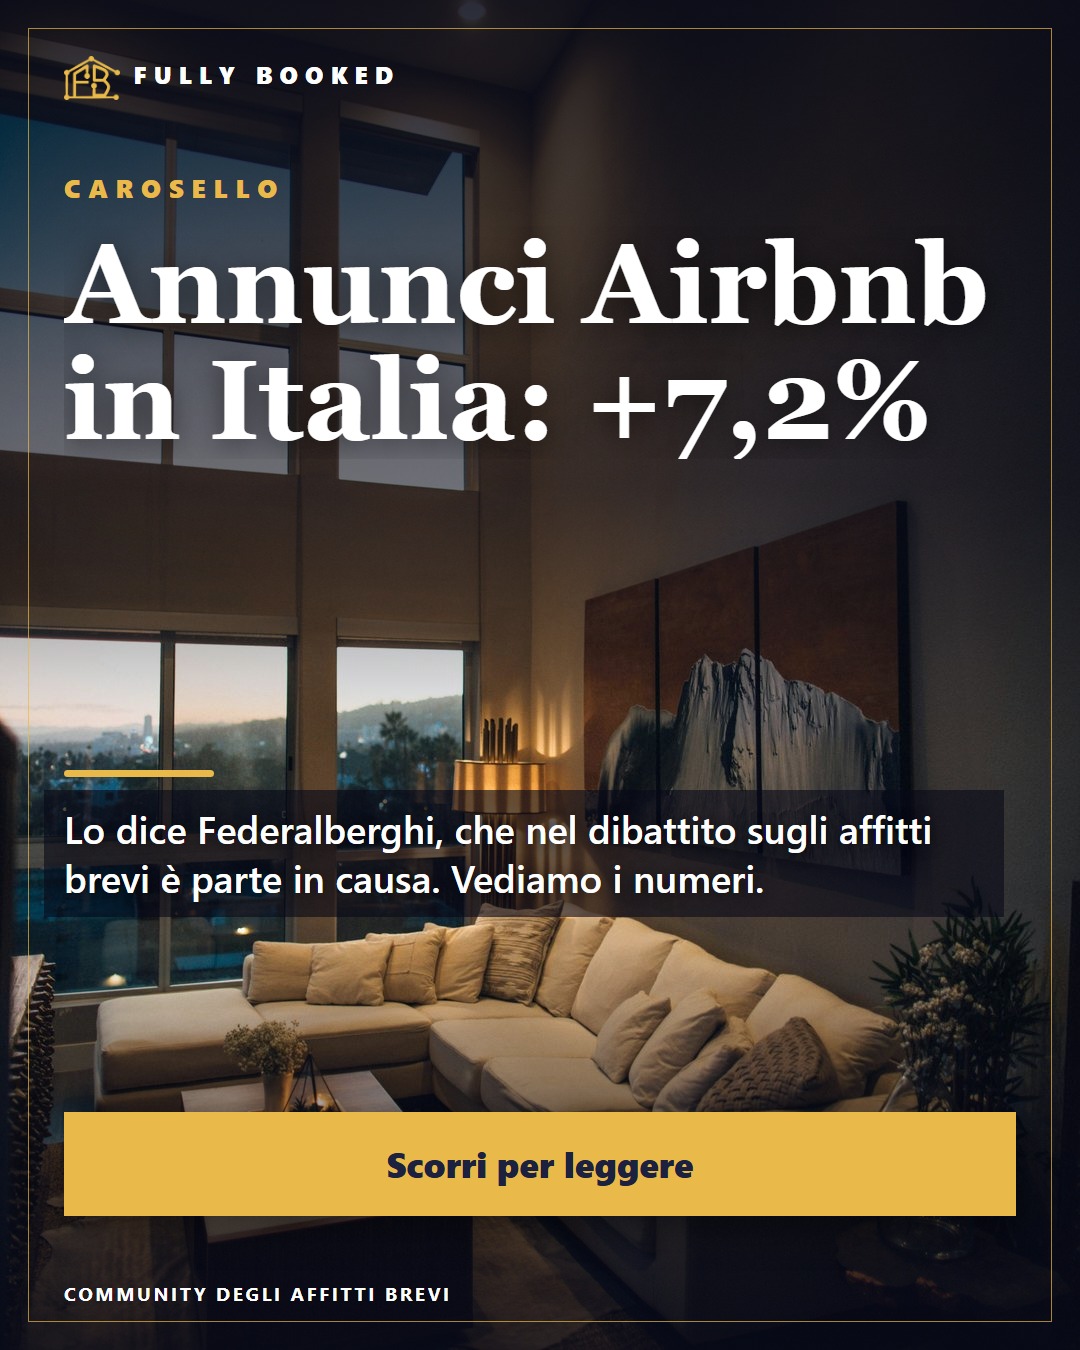 FB FULLY BOOKED
CAROSELLO
Annunci Airbnb
in Italia: +7,2%
Lo dice Federalberghi, che nel dibattito sugli affitti
brevi è parte in causa. Vediamo i numeri.
Scorri per leggere
COMMUNITY DEGLI AFFITTI BREVI